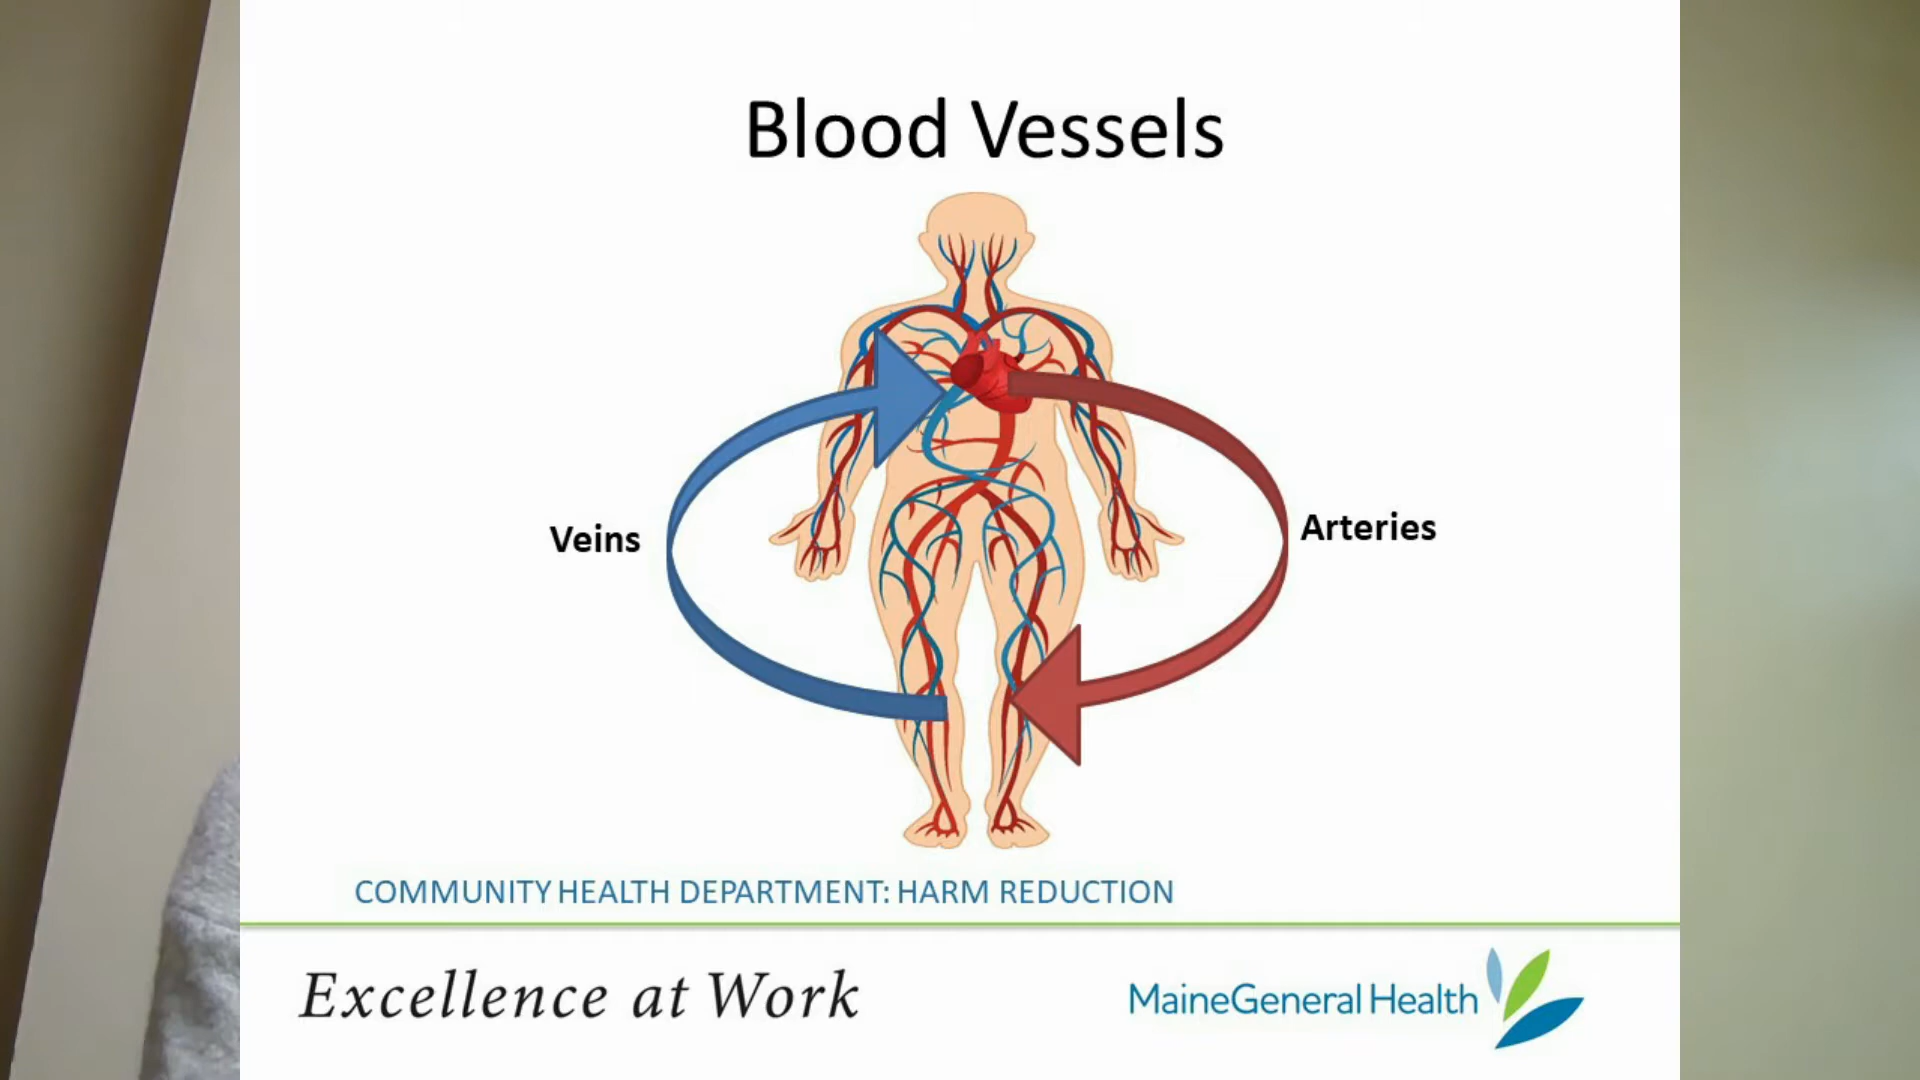 Blood Vessels
Veins
Arteries
COMMUNITY HEALTH DEPARTMENT: HARM REDUCTION
Excellence at Work
MaineGeneral Health